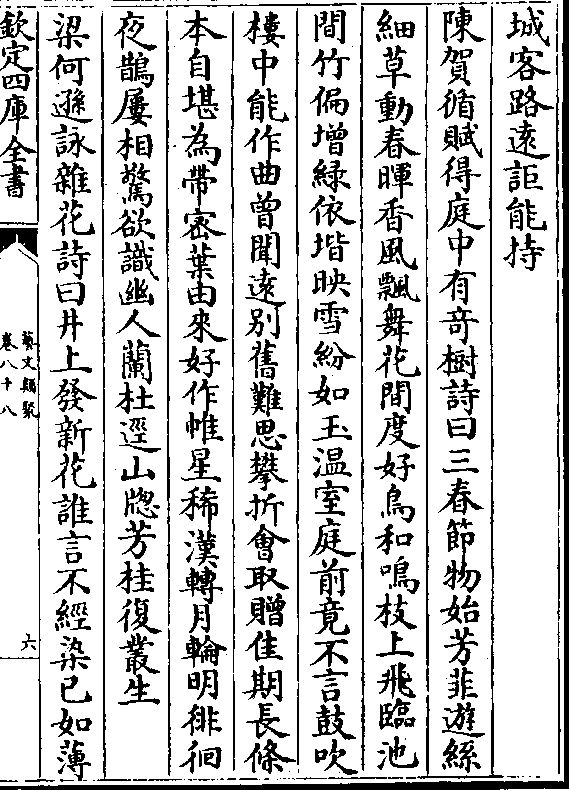 城客路遠詎能持
陳賀循賦得庭中有奇樹詩曰三春節物始芳菲遊絲
細草動春暉香風飄舞花間度好鳥和鳴枝上飛臨池
間竹偏增綠依堦映雪紛如玉温室庭前竟不言鼓吹
樓中能作曲曾聞遠别舊難思攀折會取贈佳期長條
本自堪為帶密葉由來好作帷星稀漢轉月輪明徘徊
夜鵲屢相驚欲識幽人蘭杜逕山牕芳桂復叢生
梁何遜詠雜花詩曰井上發新花誰言不經染已如薄
欽定四庫全書
藝文類聚
卷八十八
六